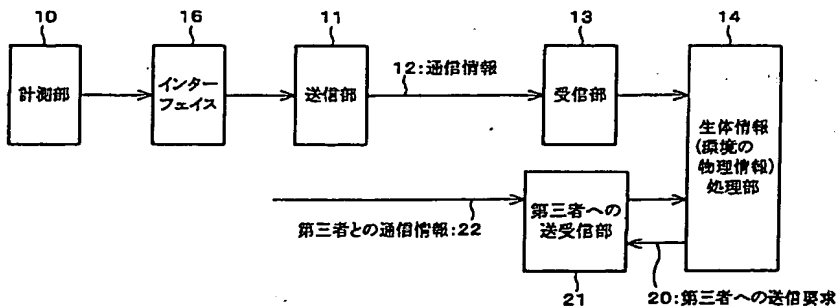 10
16
11
13
14
計測部
インター
フェイス
送信部
12:通信情報
受信部
生体情報
(環境の
物理情報)
処理部
第三者との通信情報:22
第三者への
送受信部
21
20:第三者への送信要求